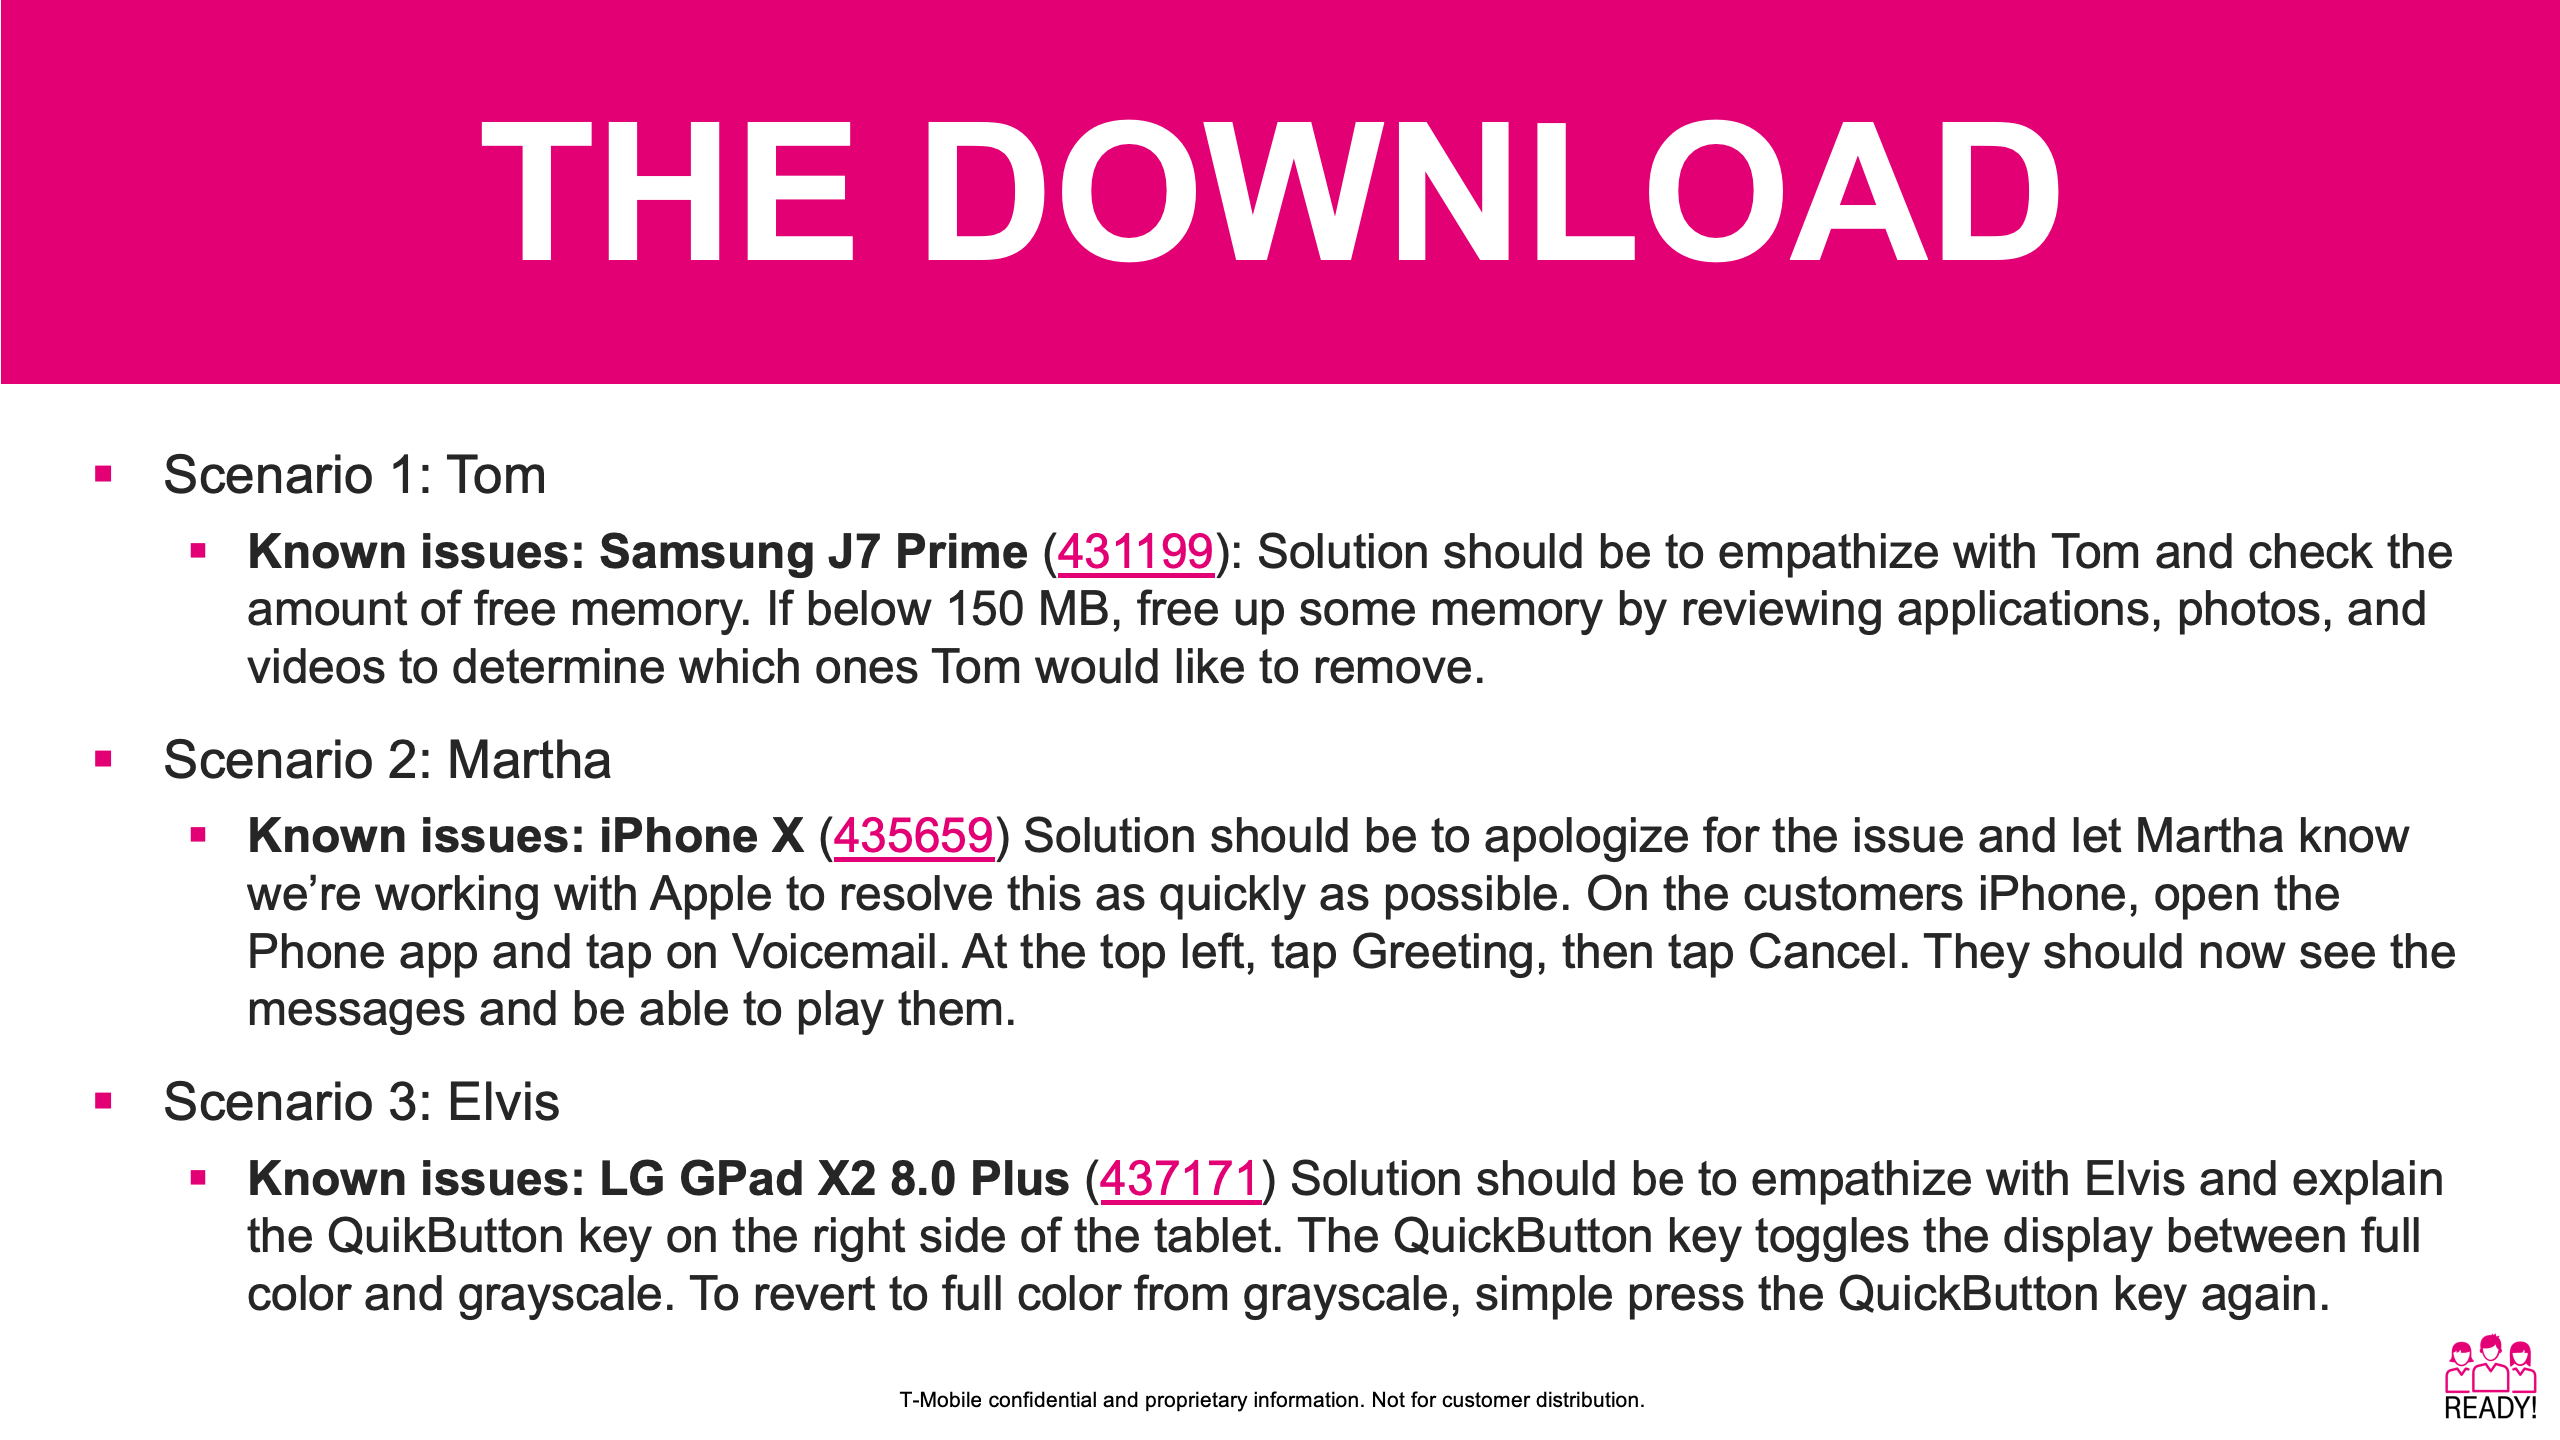 THE DOWNLOAD
▪ Scenario 1: Tom
▪ Known issues: Samsung J7 Prime (431199): Solution should be to empathize with Tom and check the
amount of free memory. If below 150 MB, free up some memory by reviewing applications, photos, and
videos to determine which ones Tom would like to remove.
▪ Scenario 2: Martha
▪ Known issues: iPhone X (435659) Solution should be to apologize for the issue and let Martha know
we’re working with Apple to resolve this as quickly as possible. On the customers iPhone, open the
Phone app and tap on Voicemail. At the top left, tap Greeting, then tap Cancel. They should now see the
messages and be able to play them.
▪ Scenario 3: Elvis
▪ Known issues: LG GPad X2 8.0 Plus (437171) Solution should be to empathize with Elvis and explain
the QuikButton key on the right side of the tablet. The QuickButton key toggles the display between full
color and grayscale. To revert to full color from grayscale, simple press the QuickButton key again.
T-Mobile confidential and proprietary information. Not for customer distribution.
READY!